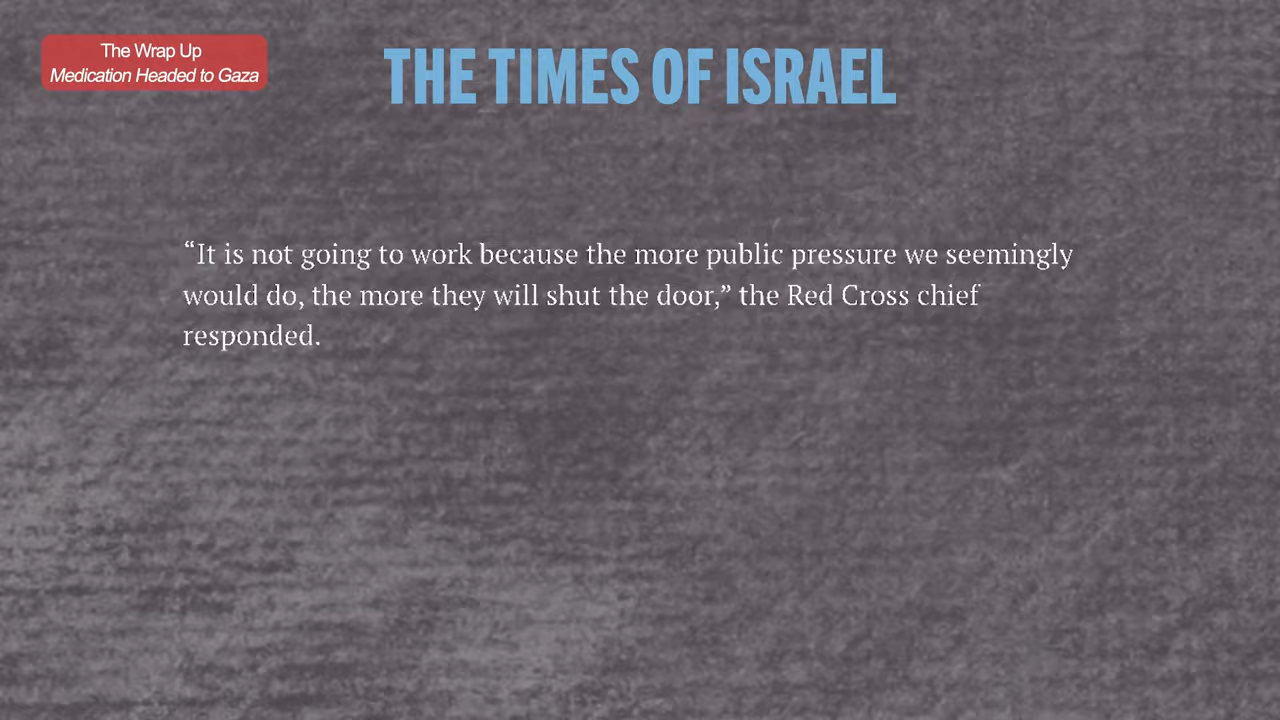 The Wrap Up
Medication Headed to Gaza
THE TIMES OF ISRAEL
“It is not going to work because the more public pressure we seemingly
would do, the more they will shut the door,” the Red Cross chief
responded.